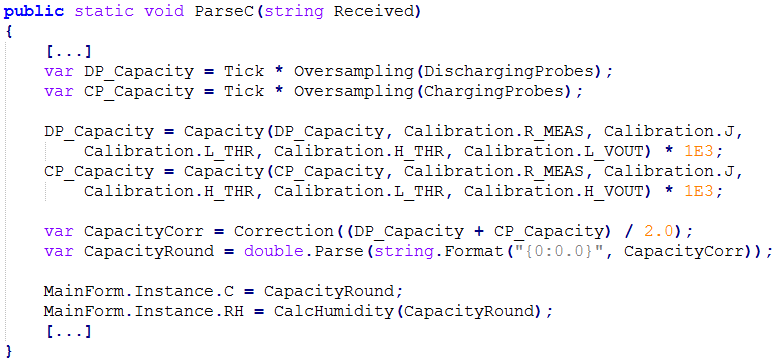 public static void ParseC(string Received)
{
    [...]
    var DP_Capacity = Tick * Oversampling(DischargingProbes);
    var CP_Capacity = Tick * Oversampling(ChargingProbes);

    DP_Capacity = Capacity(DP_Capacity, Calibration.R_MEAS, Calibration.J,
        Calibration.L_THR, Calibration.H_THR, Calibration.L_VOUT) * 1E3;
    CP_Capacity = Capacity(CP_Capacity, Calibration.R_MEAS, Calibration.J,
        Calibration.H_THR, Calibration.L_THR, Calibration.H_VOUT) * 1E3;

    var CapacityCorr = Correction((DP_Capacity + CP_Capacity) / 2.0);
    var CapacityRound = double.Parse(string.Format("{0:0.0}", CapacityCorr));

    MainForm.Instance.C = CapacityRound;
    MainForm.Instance.RH = CalcHumidity(CapacityRound);
    [...]
}